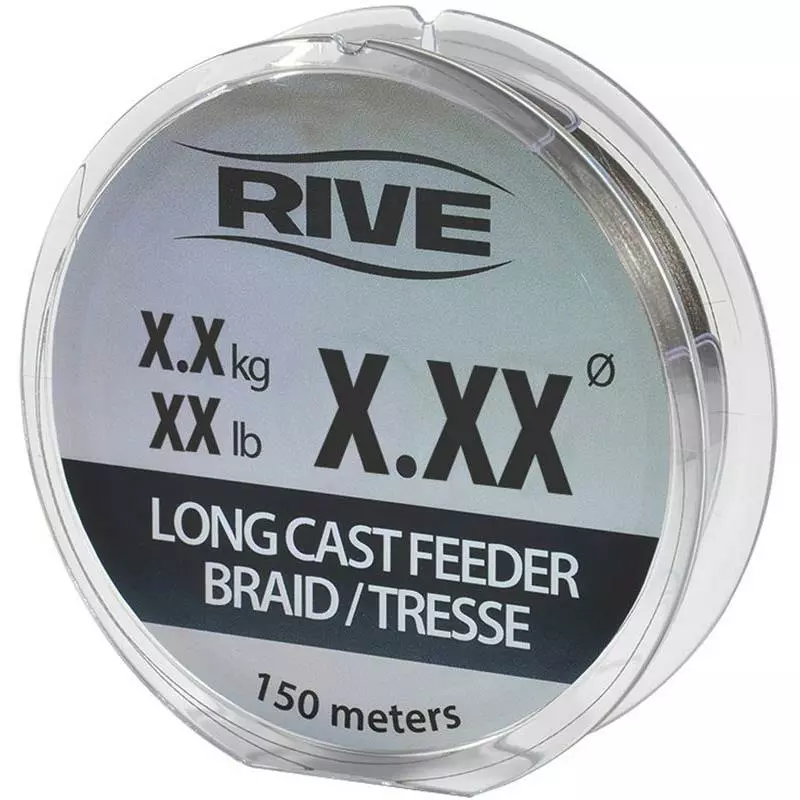 RIVE
X.X kg
XX lb
X.XX Ø
LONG CAST FEEDER
BRAID / TRESSE
150 meters